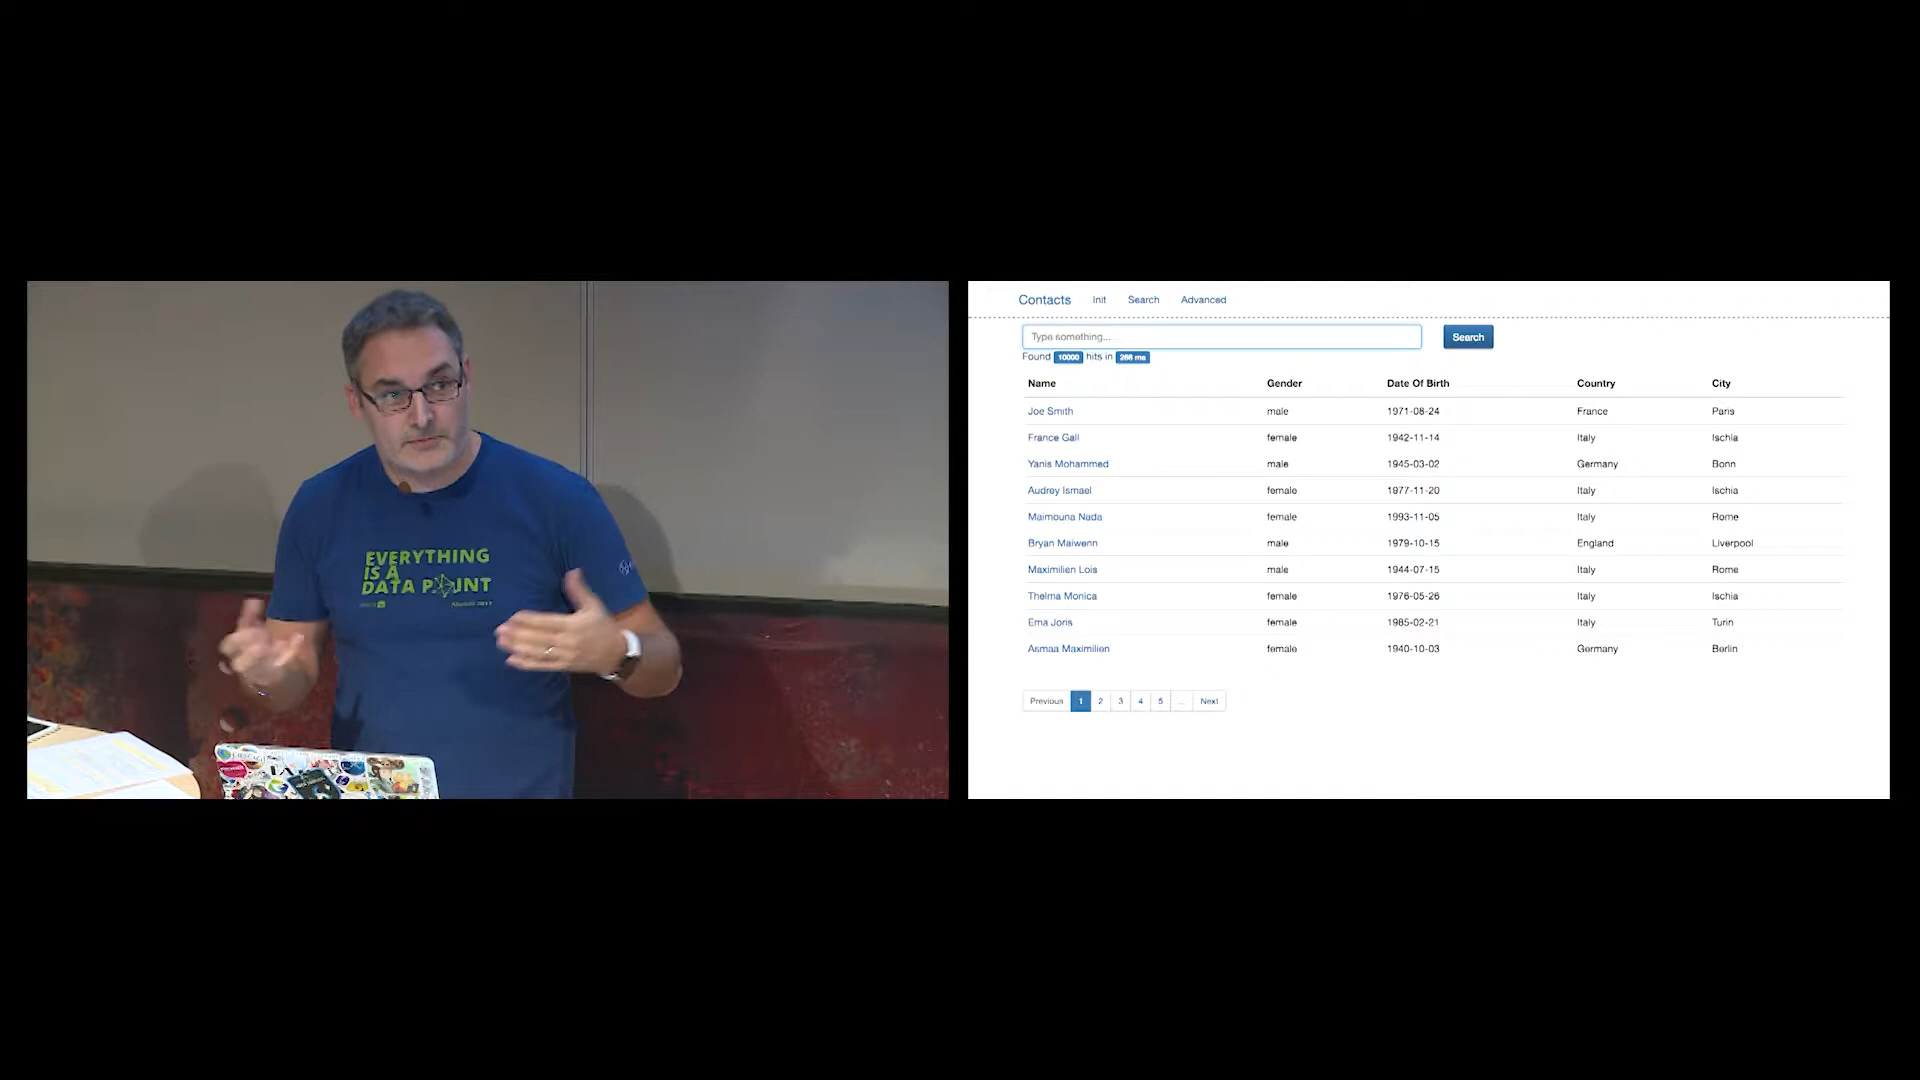 EVERYTHING
IS A
DATA POINT
Contacts Init Search Advanced
Type something...
Search
Found 10000 hits in 266 ms
Name Gender Date Of Birth Country City
Joe Smith male 1971-08-24 France Paris
France Gall female 1942-11-14 Italy Ischia
Yanis Mohammed male 1945-03-02 Germany Bonn
Audrey Ismael female 1977-11-20 Italy Ischia
Maimouna Nada female 1993-11-05 Italy Rome
Bryan Maiwenn male 1979-10-15 England Liverpool
Maximilien Lois male 1944-07-15 Italy Rome
Thelma Monica female 1976-05-26 Italy Ischia
Ema Joris female 1985-02-21 Italy Turin
Asmaa Maximilien female 1940-10-03 Germany Berlin
Previous 1 2 3 4 5 ... Next